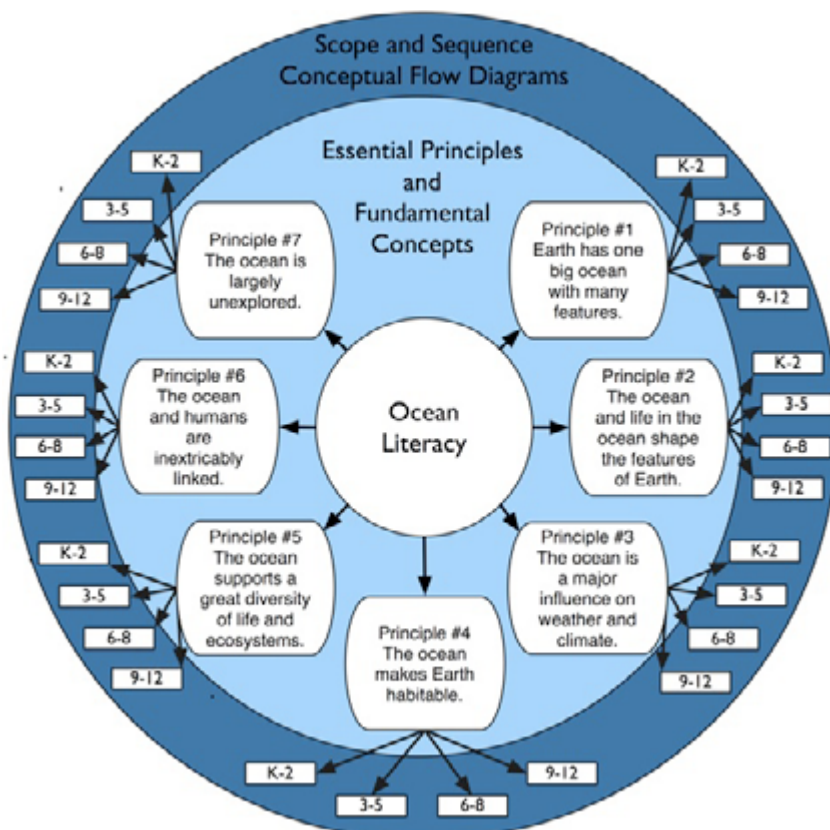 Scope and Sequence
Conceptual Flow Diagrams
Essential Principles
and
Fundamental
Concepts
Ocean
Literacy
Principle #1
Earth has one
big ocean
with many
features.
K-2
3-5
6-8
9-12
Principle #2
The ocean
and life in the
ocean shape
the features
of Earth.
K-2
3-5
6-8
9-12
Principle #3
The ocean is
a major
influence on
weather and
climate.
K-2
3-5
6-8
9-12
Principle #4
The ocean
makes Earth
habitable.
K-2
3-5
6-8
9-12
Principle #5
The ocean
supports a
great diversity
of life and
ecosystems.
K-2
3-5
6-8
9-12
Principle #6
The ocean
and humans
are
inextricably
linked.
K-2
3-5
6-8
9-12
Principle #7
The ocean is
largely
unexplored.
K-2
3-5
6-8
9-12